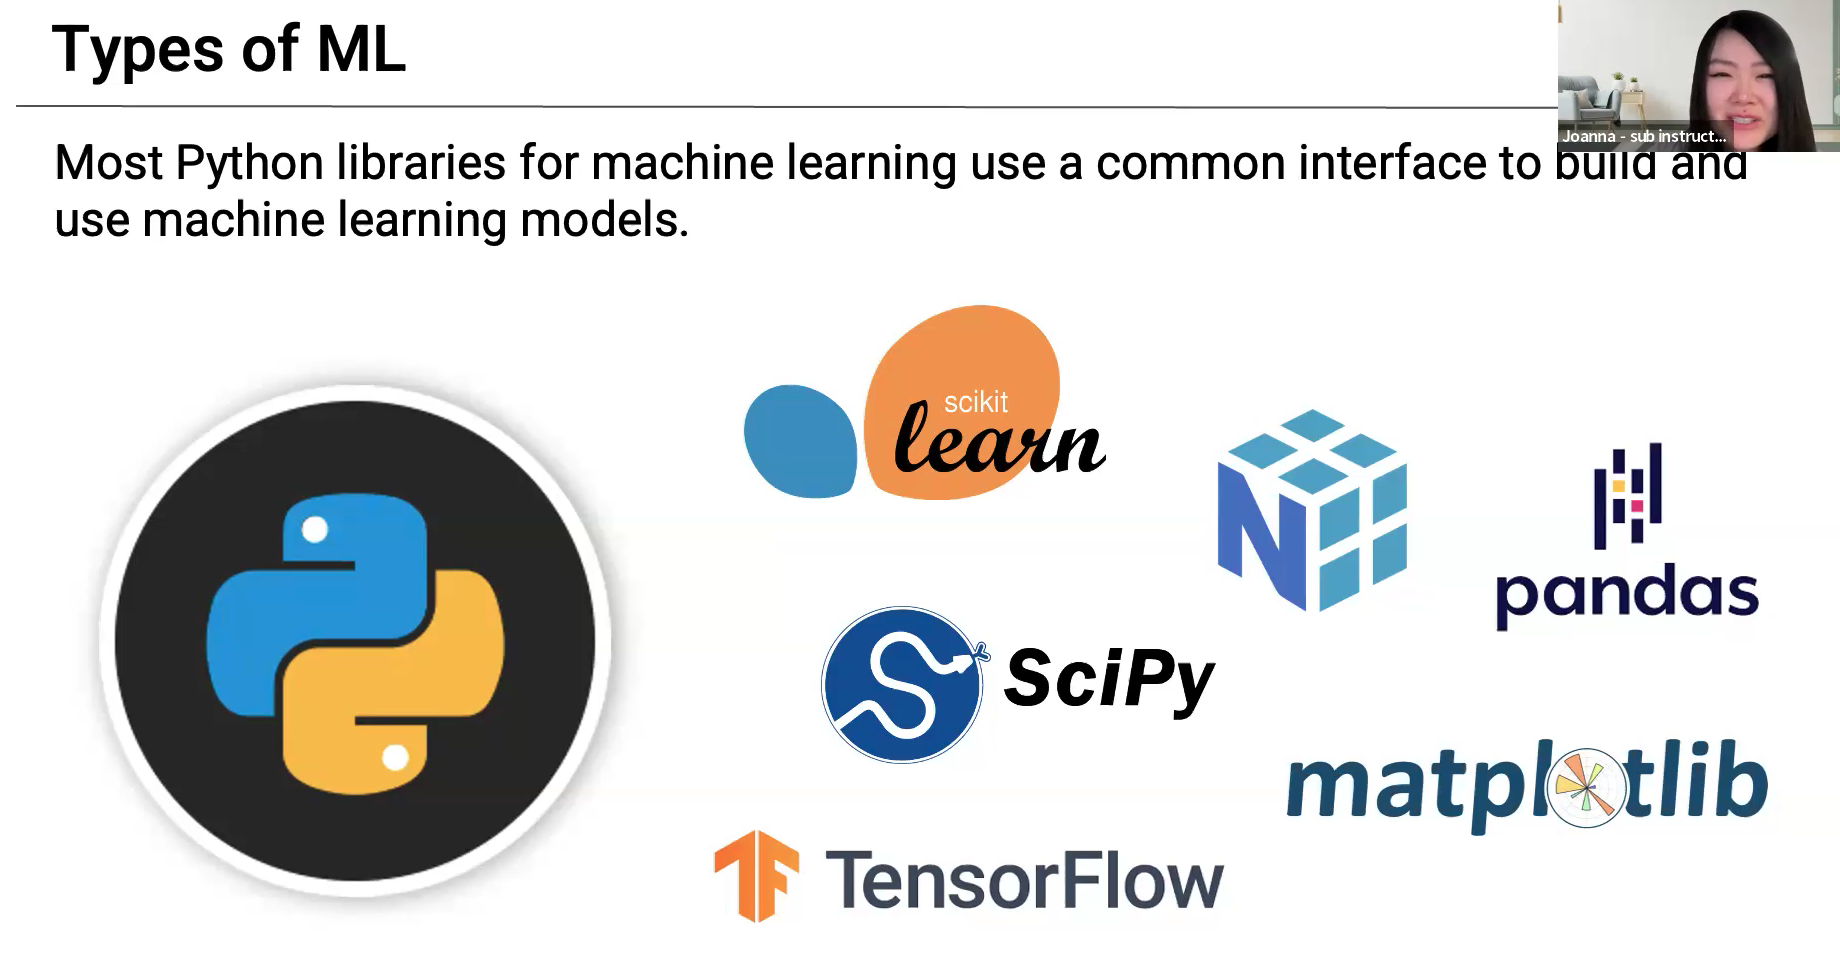 Types of ML
Joanna - sub instruct...
Most Python libraries for machine learning use a common interface to build and
use machine learning models.
scikit
learn
N
pandas
SciPy
matplotlib
TensorFlow